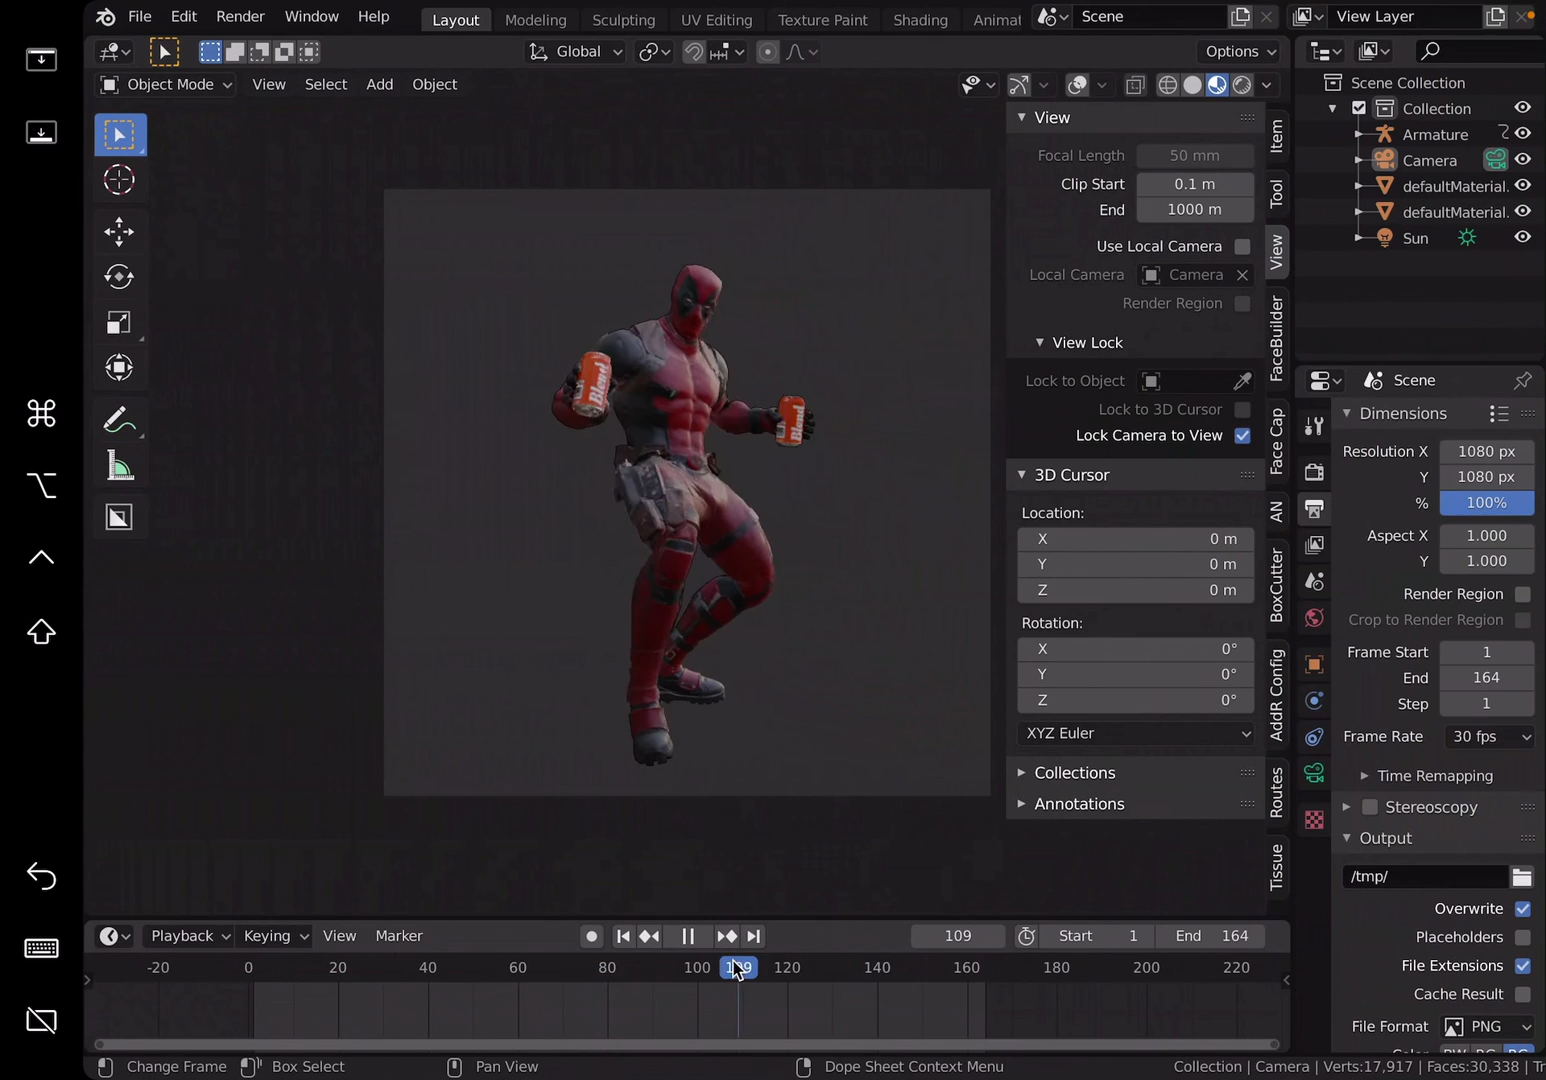 File Edit Render Window Help Layout Modeling Sculpting UV Editing Texture Paint Shading Animat Scene View Layer
Global Options
Object Mode View Select Add Object
Scene Collection
Collection
Armature
Camera
defaultMaterial.
defaultMaterial.
Sun
View
Focal Length 50 mm
Clip Start 0.1 m
End 1000 m
Use Local Camera
Local Camera Camera
Render Region
View Lock
Lock to Object
Lock to 3D Cursor
Lock Camera to View
3D Cursor
Location:
X 0 m
Y 0 m
Z 0 m
Rotation:
X 0°
Y 0°
Z 0°
XYZ Euler
Collections
Annotations
Item
Tool
View
FaceBuilder
Face Cap
AN
BoxCutter
AddR Config
Routes
Tissue
Scene
Dimensions
Resolution X 1080 px
Y 1080 px
% 100%
Aspect X 1.000
Y 1.000
Render Region
Crop to Render Region
Frame Start 1
End 164
Step 1
Frame Rate 30 fps
Time Remapping
Stereoscopy
Output
/tmp/
Overwrite
Placeholders
File Extensions
Cache Result
File Format PNG
Blend
Blend
Playback Keying View Marker 109 Start 1 End 164
-20 0 20 40 60 80 100 109 120 140 160 180 200 220
Change Frame Box Select Pan View Dope Sheet Context Menu Collection | Camera | Verts:17,917 | Faces:30,338 | Tr